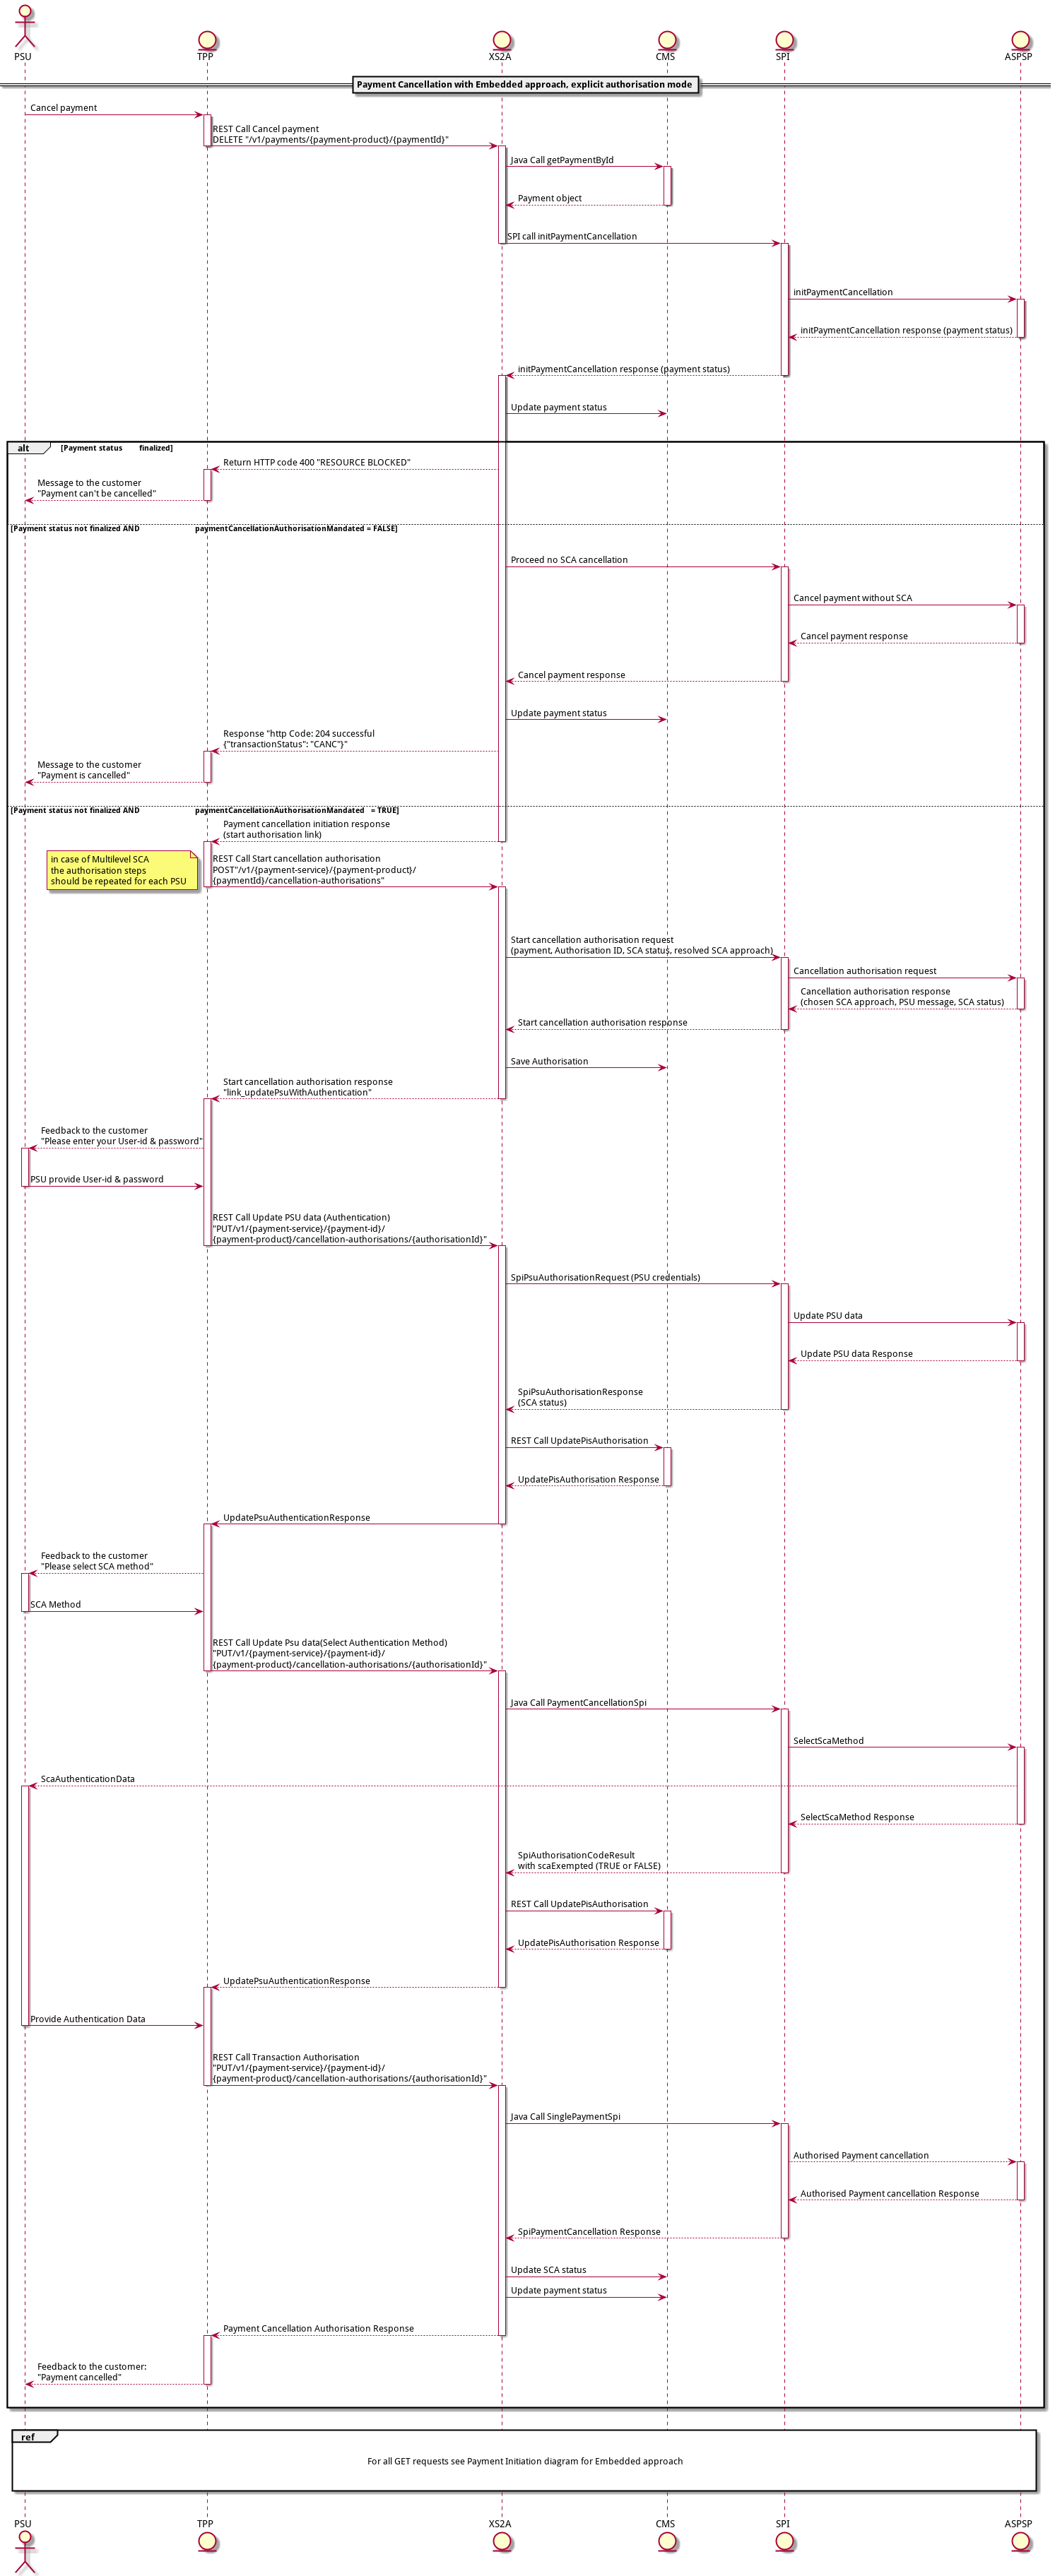 PSU TPP XS2A CMS SPI ASPSP
Payment Cancellation with Embedded approach, explicit authorisation mode
Cancel payment
REST Call Cancel payment
DELETE "/v1/payments/{payment-product}/{paymentId}"
Java Call getPaymentById
Payment object
SPI call initPaymentCancellation
initPaymentCancellation
initPaymentCancellation response (payment status)
initPaymentCancellation response (payment status)
Update payment status
alt [Payment status finalized]
Return HTTP code 400 "RESOURCE BLOCKED"
Message to the customer
"Payment can't be cancelled"
[Payment status not finalized AND paymentCancellationAuthorisationMandated = FALSE]
Proceed no SCA cancellation
Cancel payment without SCA
Cancel payment response
Cancel payment response
Update payment status
Response "http Code: 204 successful
{"transactionStatus": "CANC"}"
Message to the customer
"Payment is cancelled"
[Payment status not finalized AND paymentCancellationAuthorisationMandated = TRUE]
Payment cancellation initiation response
(start authorisation link)
in case of Multilevel SCA
the authorisation steps
should be repeated for each PSU
REST Call Start cancellation authorisation
POST"/v1/{payment-service}/{payment-product}/
{paymentId}/cancellation-authorisations"
Start cancellation authorisation request
(payment, Authorisation ID, SCA status, resolved SCA approach)
Cancellation authorisation request
Cancellation authorisation response
(chosen SCA approach, PSU message, SCA status)
Start cancellation authorisation response
Save Authorisation
Start cancellation authorisation response
"link_updatePsuWithAuthentication"
Feedback to the customer
"Please enter your User-id & password"
PSU provide User-id & password
REST Call Update PSU data (Authentication)
"PUT/v1/{payment-service}/{payment-id}/
{payment-product}/cancellation-authorisations/{authorisationId}"
SpiPsuAuthorisationRequest (PSU credentials)
Update PSU data
Update PSU data Response
SpiPsuAuthorisationResponse
(SCA status)
REST Call UpdatePisAuthorisation
UpdatePisAuthorisation Response
UpdatePsuAuthenticationResponse
Feedback to the customer
"Please select SCA method"
SCA Method
REST Call Update Psu data(Select Authentication Method)
"PUT/v1/{payment-service}/{payment-id}/
{payment-product}/cancellation-authorisations/{authorisationId}"
Java Call PaymentCancellationSpi
SelectScaMethod
ScaAuthenticationData
SelectScaMethod Response
SpiAuthorisationCodeResult
with scaExempted (TRUE or FALSE)
REST Call UpdatePisAuthorisation
UpdatePisAuthorisation Response
UpdatePsuAuthenticationResponse
Provide Authentication Data
REST Call Transaction Authorisation
"PUT/v1/{payment-service}/{payment-id}/
{payment-product}/cancellation-authorisations/{authorisationId}"
Java Call SinglePaymentSpi
Authorised Payment cancellation
Authorised Payment cancellation Response
SpiPaymentCancellation Response
Update SCA status
Update payment status
Payment Cancellation Authorisation Response
Feedback to the customer:
"Payment cancelled"
ref
For all GET requests see Payment Initiation diagram for Embedded approach
PSU TPP XS2A CMS SPI ASPSP